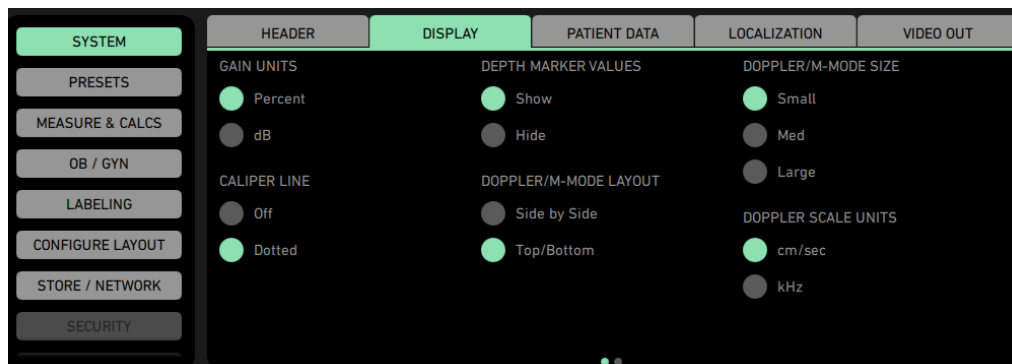 SYSTEM
PRESETS
MEASURE & CALCS
OB / GYN
LABELING
CONFIGURE LAYOUT
STORE / NETWORK
SECURITY
HEADER
DISPLAY
PATIENT DATA
LOCALIZATION
VIDEO OUT
GAIN UNITS
Percent
dB
CALIPER LINE
Off
Dotted
DEPTH MARKER VALUES
Show
Hide
DOPPLER/M-MODE LAYOUT
Side by Side
Top/Bottom
DOPPLER/M-MODE SIZE
Small
Med
Large
DOPPLER SCALE UNITS
cm/sec
kHz